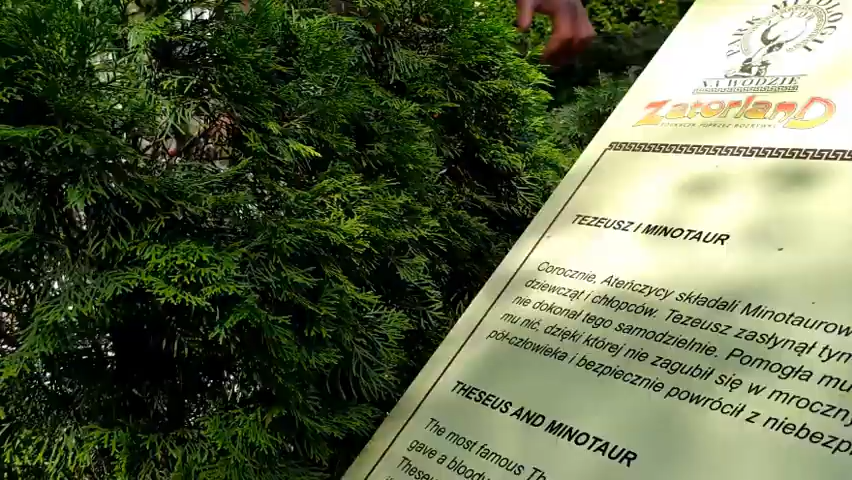 PARK MITOLOGII
NA WODZIE
ZatorlanD
TEZEUSZ I MINOTAUR
Corocznie, Ateńczycy składali Minotaurow
dziewcząt i chłopców. Tezeusz zasłynął tym
nie dokonał tego samodzielnie. Pomogła mu
mu nić, dzięki której nie zagubił się w mroczny
pół-człowieka i bezpiecznie powrócił z niebezp
THESEUS AND MINOTAUR
The most famous Th
gave a bloody
Theseu